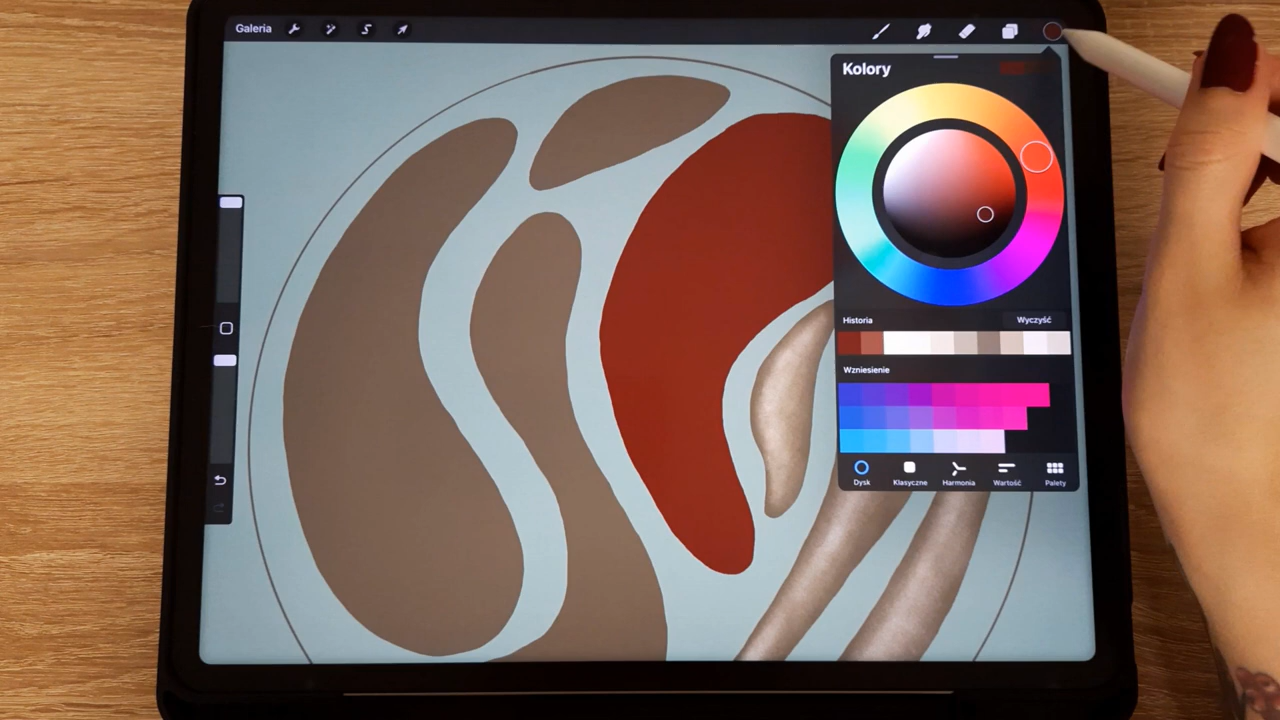 Galeria
Kolory
Historia
Wyczyść
Wzniesienie
Dysk
Klasyczne
Harmonia
Wartość
Palety